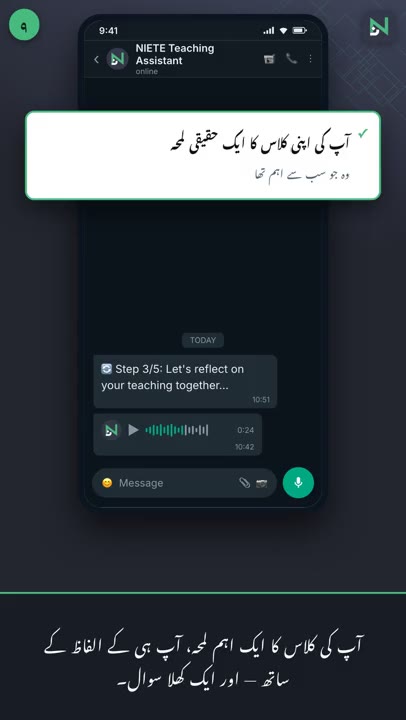 ۹
9:41
NIETE Teaching
Assistant
online
آپ کی اپنی کلاس کا ایک حقیقی لمحہ
وہ جو سب سے اہم تھا
TODAY
Step 3/5: Let's reflect on
your teaching together...
10:51
0:24
10:42
Message
آپ کی کلاس کا ایک اہم لمحہ، آپ ہی کے الفاظ کے
ساتھ — اور ایک کھلا سوال۔